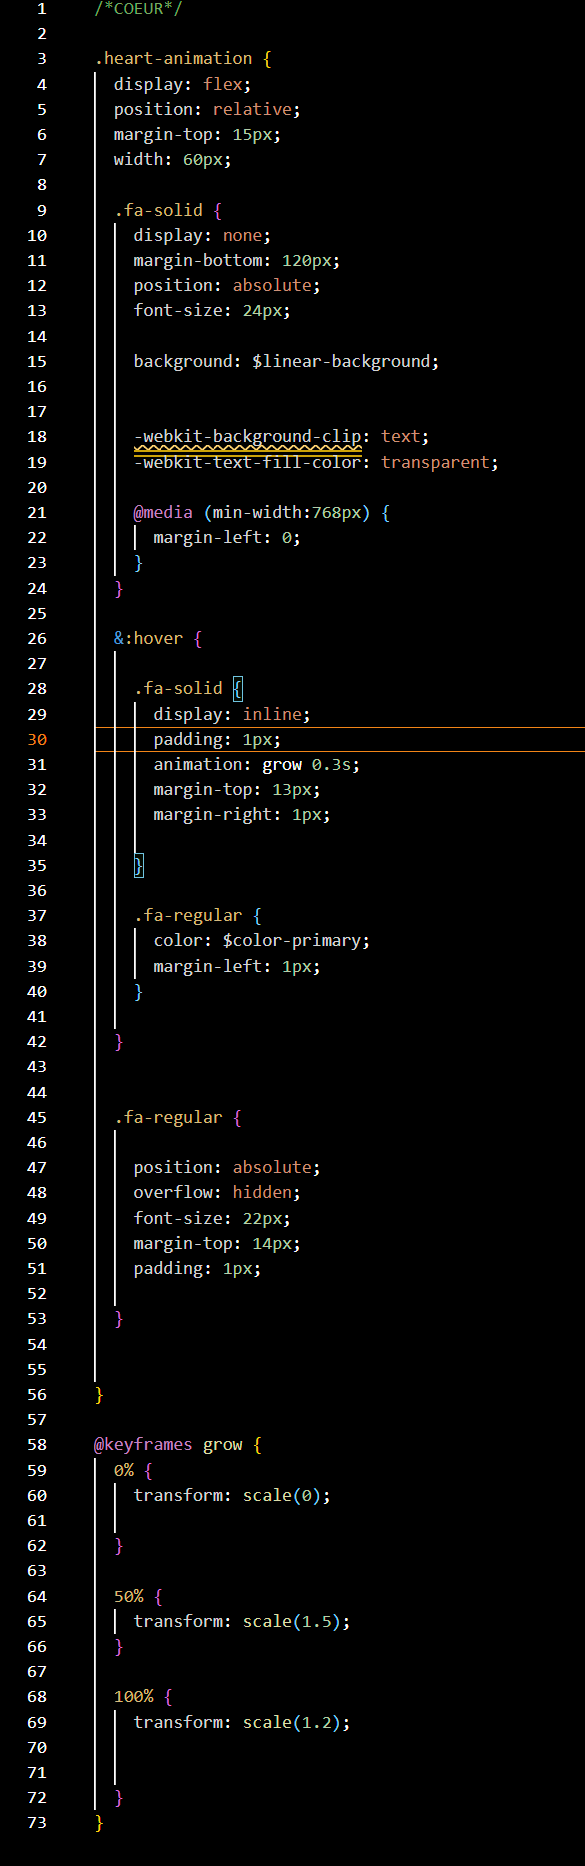 1 /*COEUR*/
2
3 .heart-animation {
4 display: flex;
5 position: relative;
6 margin-top: 15px;
7 width: 60px;
8
9 .fa-solid {
10 display: none;
11 margin-bottom: 120px;
12 position: absolute;
13 font-size: 24px;
14
15 background: $linear-background;
16
17
18 -webkit-background-clip: text;
19 -webkit-text-fill-color: transparent;
20
21 @media (min-width:768px) {
22 margin-left: 0;
23 }
24 }
25
26 &:hover {
27
28 .fa-solid {
29 display: inline;
30 padding: 1px;
31 animation: grow 0.3s;
32 margin-top: 13px;
33 margin-right: 1px;
34
35 }
36
37 .fa-regular {
38 color: $color-primary;
39 margin-left: 1px;
40 }
41
42 }
43
44
45 .fa-regular {
46
47 position: absolute;
48 overflow: hidden;
49 font-size: 22px;
50 margin-top: 14px;
51 padding: 1px;
52
53 }
54
55
56 }
57
58 @keyframes grow {
59 0% {
60 transform: scale(0);
61
62 }
63
64 50% {
65 transform: scale(1.5);
66 }
67
68 100% {
69 transform: scale(1.2);
70
71
72 }
73 }